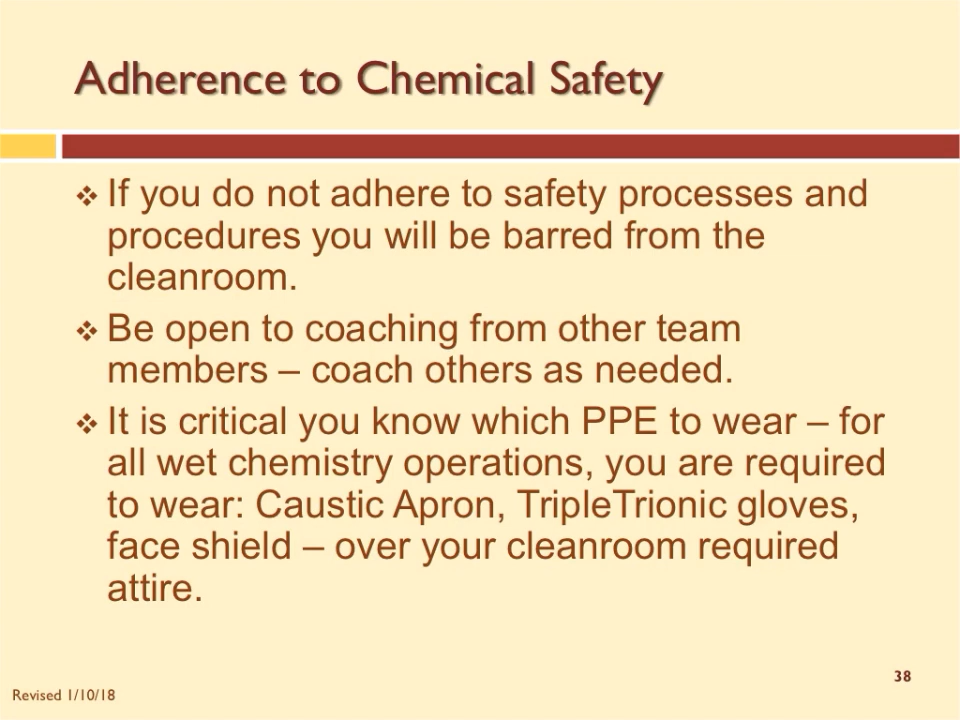 Adherence to Chemical Safety
❖ If you do not adhere to safety processes and
procedures you will be barred from the
cleanroom.
❖ Be open to coaching from other team
members – coach others as needed.
❖ It is critical you know which PPE to wear – for
all wet chemistry operations, you are required
to wear: Caustic Apron, TripleTrionic gloves,
face shield – over your cleanroom required
attire.
38
Revised 1/10/18